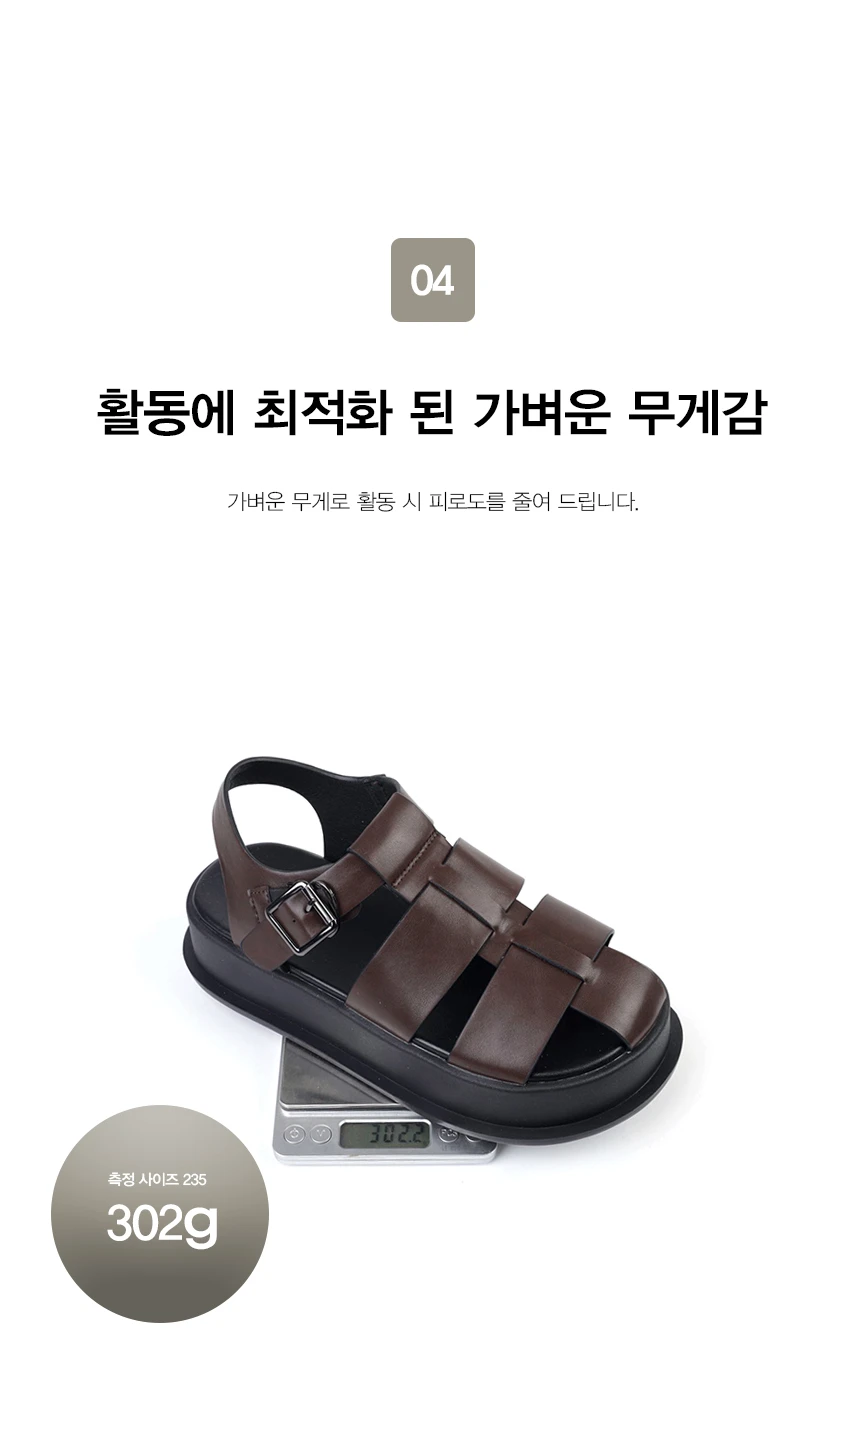 04
활동에 최적화 된 가벼운 무게감
가벼운 무게로 활동 시 피로도를 줄여 드립니다.
302.2
측정 사이즈 235
302g